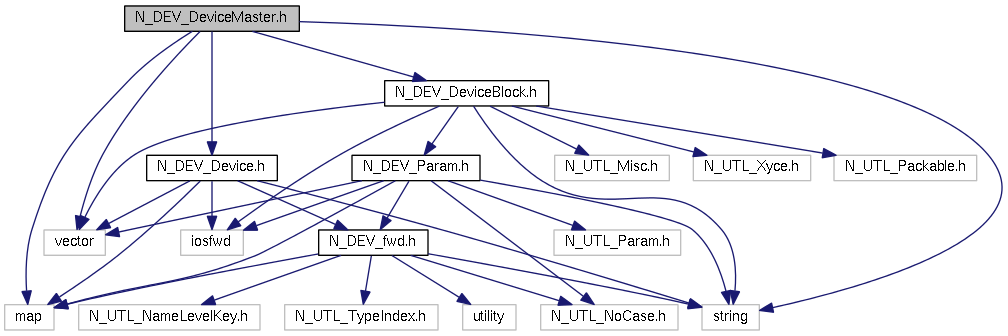 N_DEV_DeviceMaster.h
N_DEV_DeviceBlock.h
N_DEV_Device.h
N_DEV_Param.h
N_UTL_Misc.h
N_UTL_Xyce.h
N_UTL_Packable.h
vector
iosfwd
N_DEV_fwd.h
N_UTL_Param.h
map
N_UTL_NameLevelKey.h
N_UTL_TypeIndex.h
utility
N_UTL_NoCase.h
string